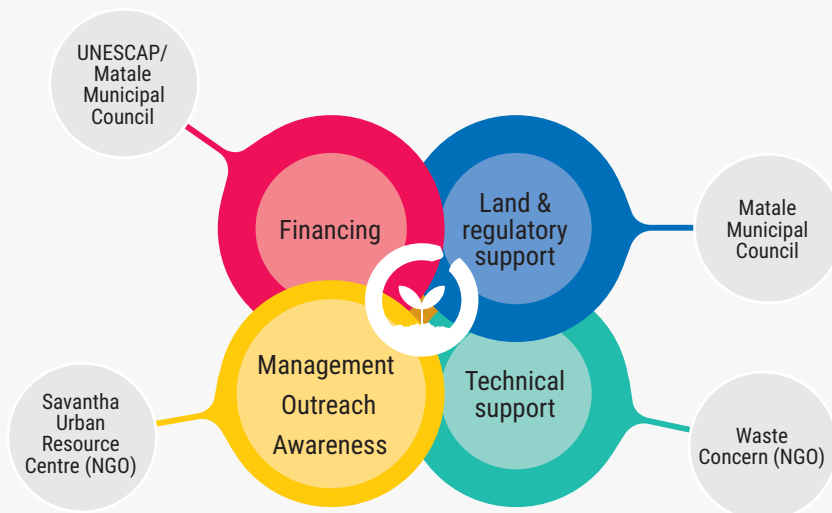 UNESCAP/
Matale
Municipal
Council
Financing
Land &
regulatory
support
Matale
Municipal
Council
Management
Outreach
Awareness
Technical
support
Savantha
Urban
Resource
Centre (NGO)
Waste
Concern (NGO)